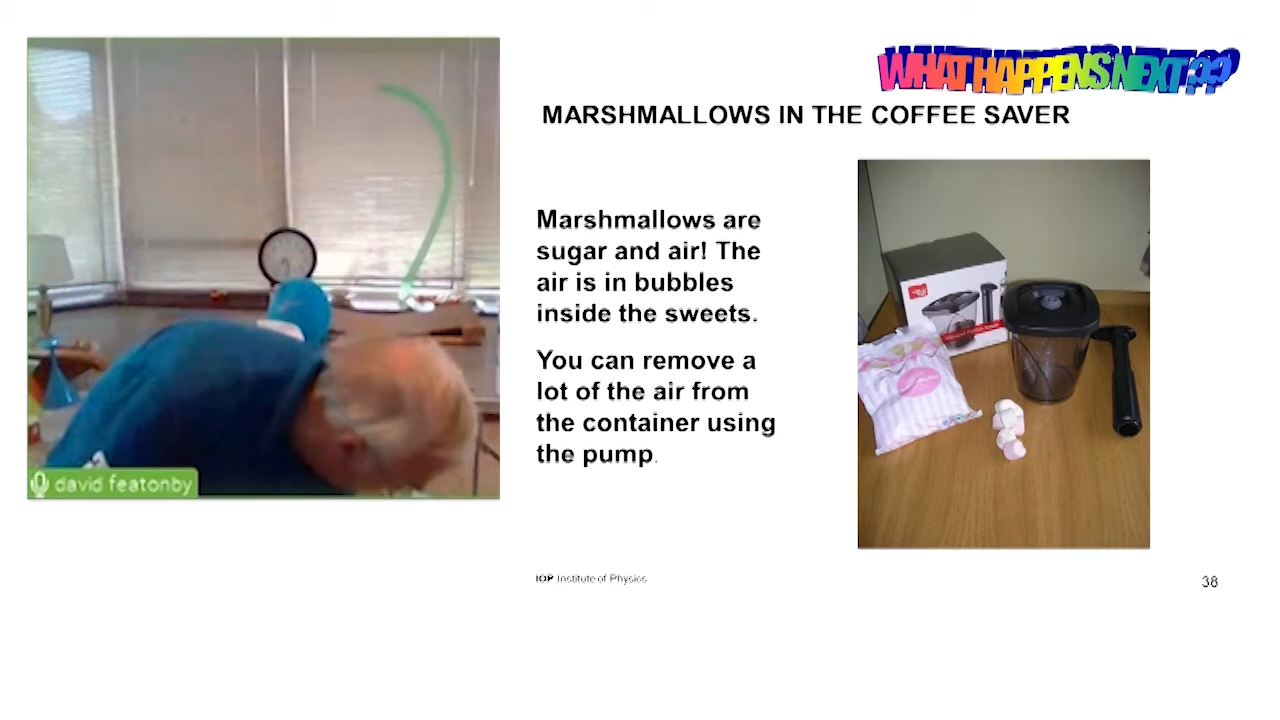 WHAT HAPPENS NEXT??
MARSHMALLOWS IN THE COFFEE SAVER
Marshmallows are
sugar and air! The
air is in bubbles
inside the sweets.
You can remove a
lot of the air from
the container using
the pump.
david featonby
IOP Institute of Physics
38